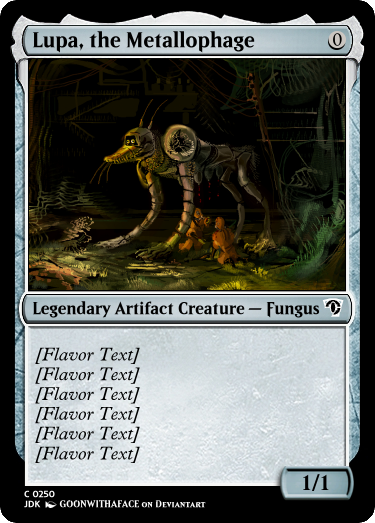 Lupa, the Metallophage 0
Legendary Artifact Creature — Fungus
[Flavor Text]
[Flavor Text]
[Flavor Text]
[Flavor Text]
[Flavor Text]
[Flavor Text]
1/1
C 0250
JDK GOONWITHAFACE ON DEVIANTART